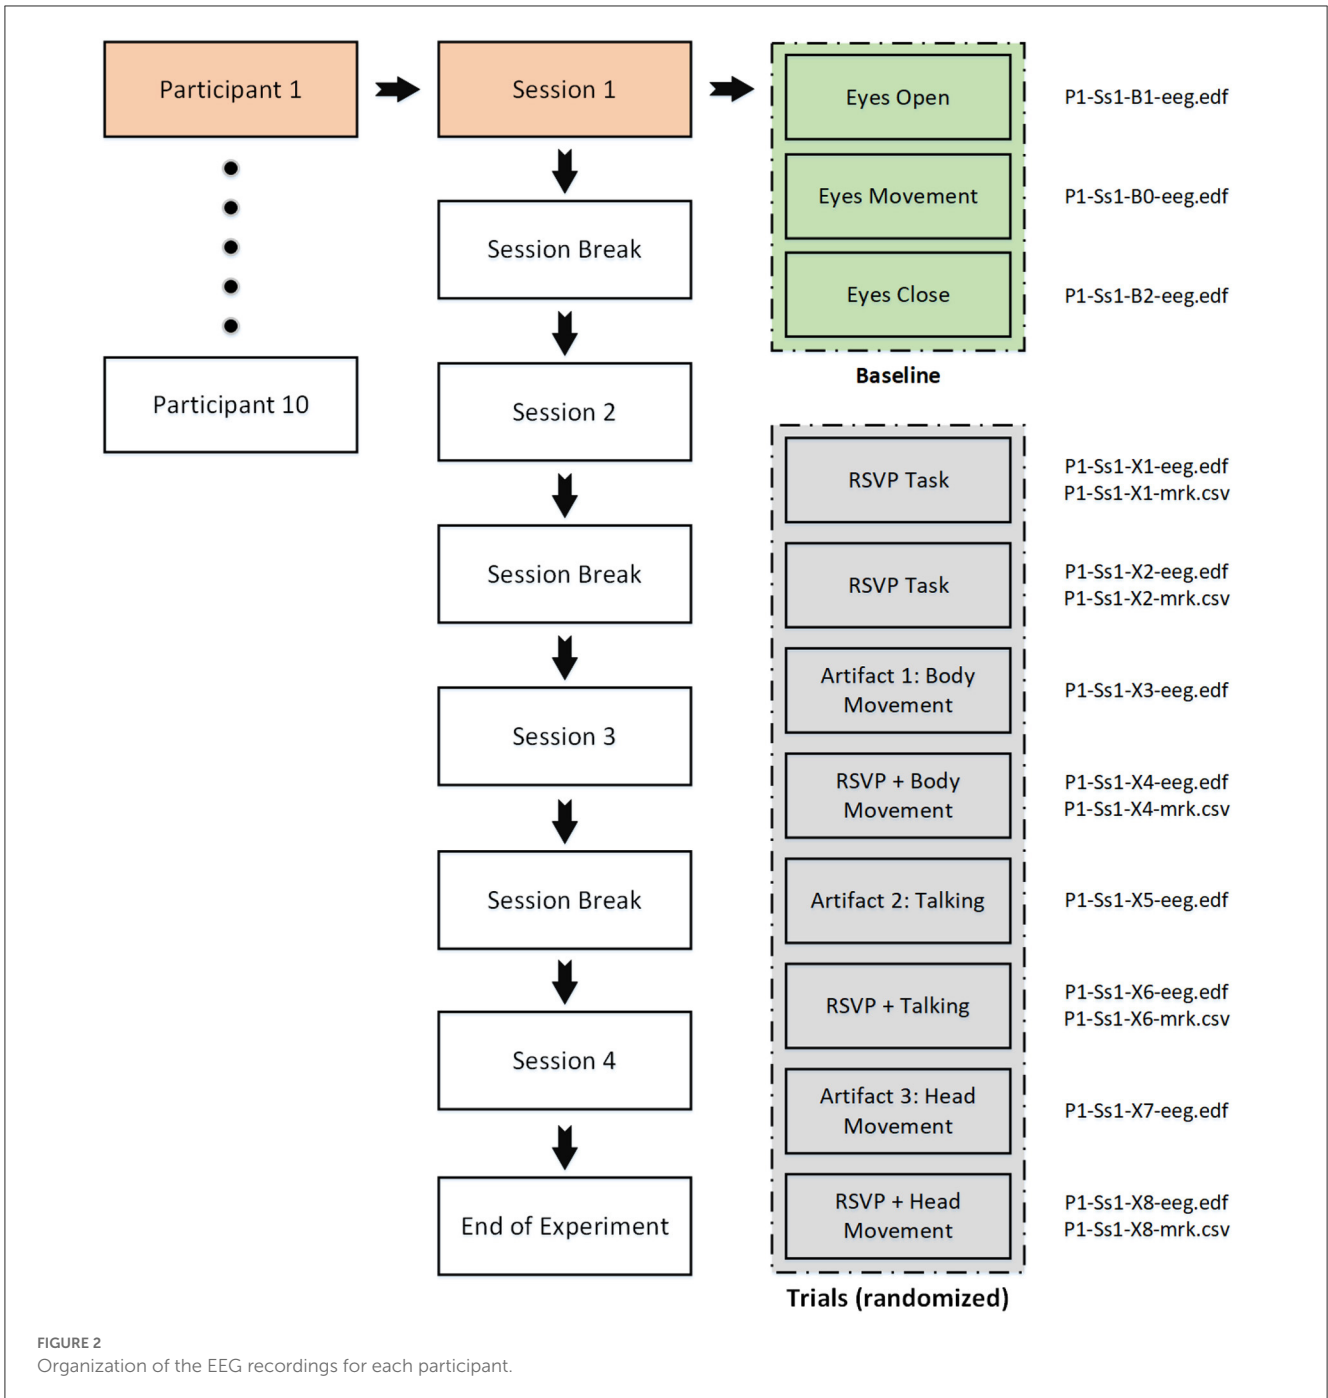 Participant 1
Participant 10
Session 1
Session Break
Session 2
Session Break
Session 3
Session Break
Session 4
End of Experiment
Eyes Open
P1-Ss1-B1-eeg.edf
Eyes Movement
P1-Ss1-B0-eeg.edf
Eyes Close
P1-Ss1-B2-eeg.edf
Baseline
RSVP Task
P1-Ss1-X1-eeg.edf
P1-Ss1-X1-mrk.csv
RSVP Task
P1-Ss1-X2-eeg.edf
P1-Ss1-X2-mrk.csv
Artifact 1: Body
Movement
P1-Ss1-X3-eeg.edf
RSVP + Body
Movement
P1-Ss1-X4-eeg.edf
P1-Ss1-X4-mrk.csv
Artifact 2: Talking
P1-Ss1-X5-eeg.edf
RSVP + Talking
P1-Ss1-X6-eeg.edf
P1-Ss1-X6-mrk.csv
Artifact 3: Head
Movement
P1-Ss1-X7-eeg.edf
RSVP + Head
Movement
P1-Ss1-X8-eeg.edf
P1-Ss1-X8-mrk.csv
Trials (randomized)
FIGURE 2
Organization of the EEG recordings for each participant.